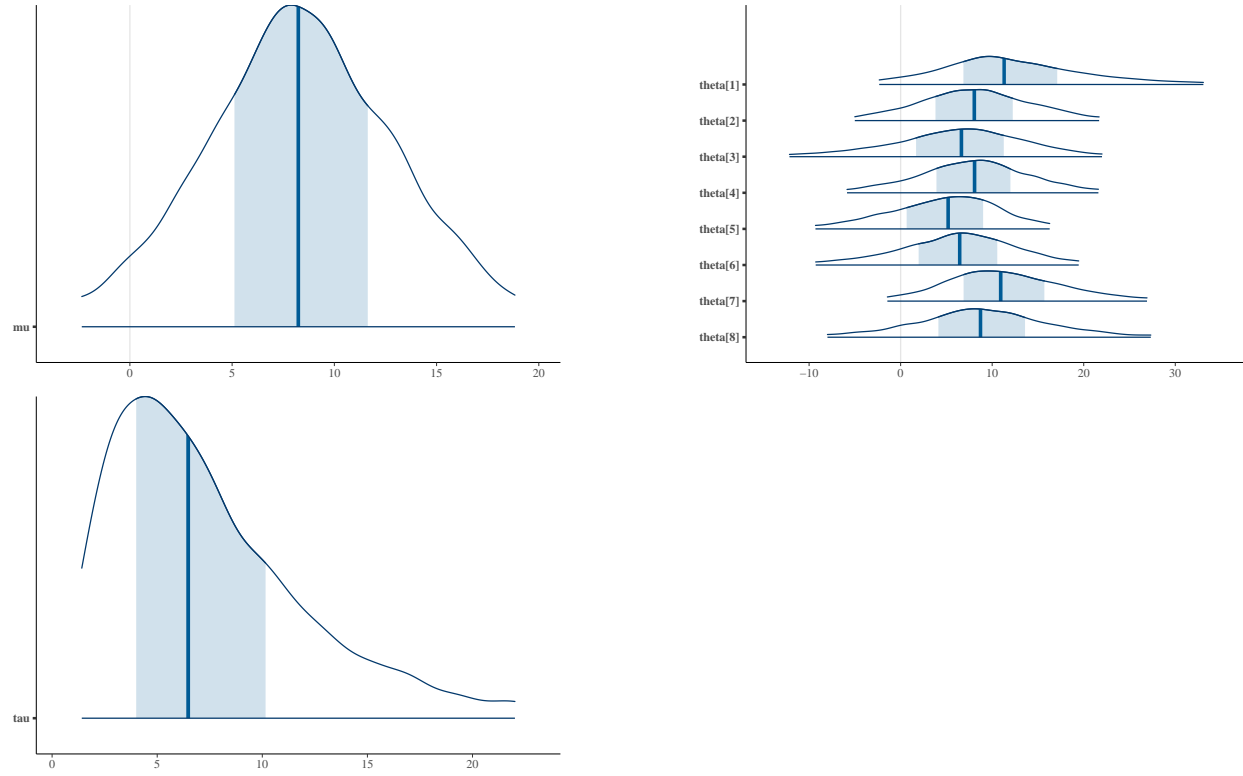 mu
0 5 10 15 20
theta[1]
theta[2]
theta[3]
theta[4]
theta[5]
theta[6]
theta[7]
theta[8]
−10 0 10 20 30
tau
0 5 10 15 20